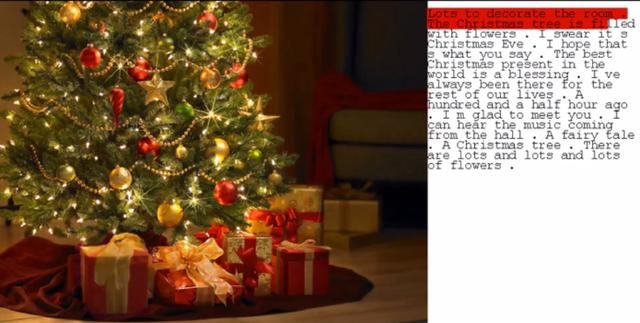 Lots to decorate the room .
The Christmas tree is filled
with flowers . I swear it s
Christmas Eve . I hope that
s what you say . The best
Christmas present in the
world is a blessing . I ve
always been there for the
rest of our lives . A
hundred and a half hour ago
. I m glad to meet you . I
can hear the music coming
from the hall . A fairy tale
. A Christmas tree . There
are lots and lots and lots
of flowers .